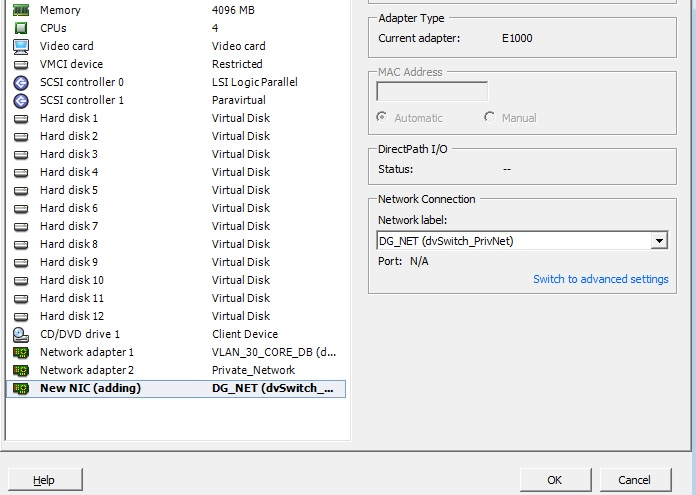 Memory 4096 MB
CPUs 4
Video card Video card
VMCI device Restricted
SCSI controller 0 LSI Logic Parallel
SCSI controller 1 Paravirtual
Hard disk 1 Virtual Disk
Hard disk 2 Virtual Disk
Hard disk 3 Virtual Disk
Hard disk 4 Virtual Disk
Hard disk 5 Virtual Disk
Hard disk 6 Virtual Disk
Hard disk 7 Virtual Disk
Hard disk 8 Virtual Disk
Hard disk 9 Virtual Disk
Hard disk 10 Virtual Disk
Hard disk 11 Virtual Disk
Hard disk 12 Virtual Disk
CD/DVD drive 1 Client Device
Network adapter 1 VLAN_30_CORE_DB (d...
Network adapter 2 Private_Network
New NIC (adding) DG_NET (dvSwitch_...
Adapter Type
Current adapter: E1000
MAC Address
Automatic Manual
DirectPath I/O
Status: --
Network Connection
Network label:
DG_NET (dvSwitch_PrivNet)
Port: N/A
Switch to advanced settings
Help OK Cancel